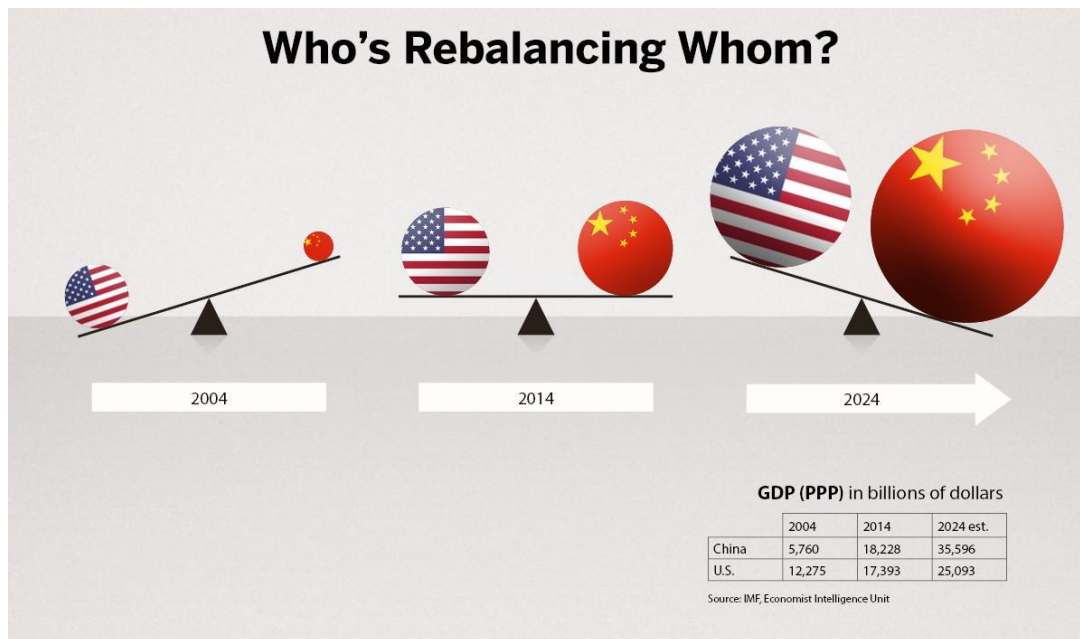 Who's Rebalancing Whom?
2004
2014
2024
GDP (PPP) in billions of dollars
2004 2014 2024 est.
China 5,760 18,228 35,596
U.S. 12,275 17,393 25,093
Source: IMF, Economist Intelligence Unit